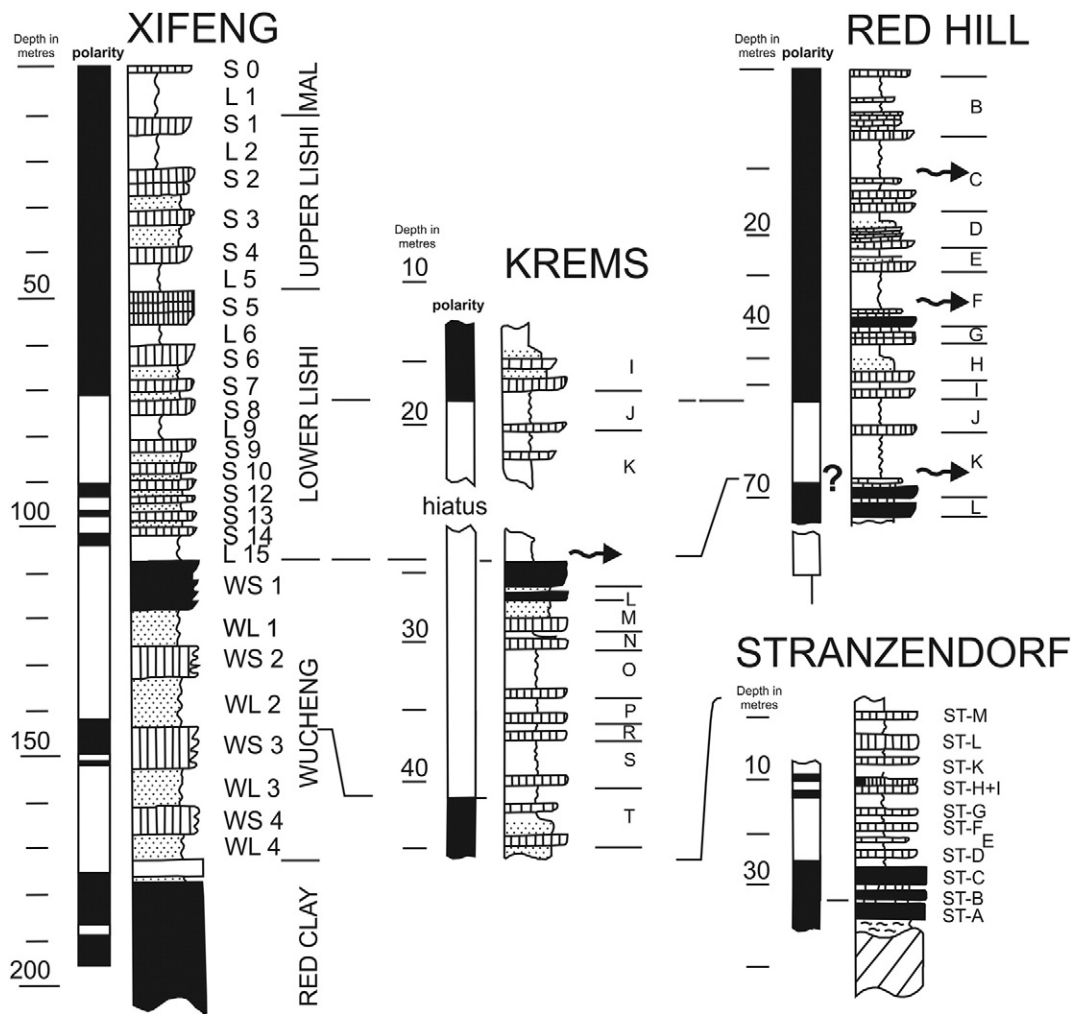 XIFENG
Depth in
metres
polarity
50
100
150
200
S 0
L 1
S 1
L 2
S 2
S 3
S 4
L 5
S 5
L 6
S 6
S 7
S 8
L 9
S 9
S 10
S 12
S 13
S 14
L 15
WS 1
WL 1
WS 2
WL 2
WS 3
WL 3
WS 4
WL 4
MAL
UPPER LISHI
LOWER LISHI
WUCHENG
RED CLAY
KREMS
Depth in
metres
10
polarity
20
hiatus
30
40
I
J
K
L
M
N
O
P
R
S
T
RED HILL
Depth in
metres
polarity
20
40
70
?
B
C
D
E
F
G
H
I
J
K
L
STRANZENDORF
Depth in
metres
10
30
ST-M
ST-L
ST-K
ST-H+I
ST-G
ST-F
E
ST-D
ST-C
ST-B
ST-A